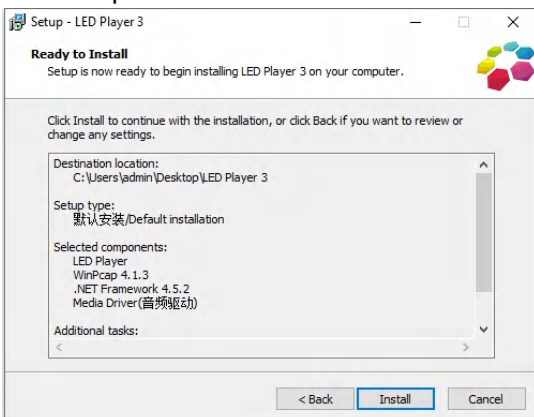 Setup - LED Player 3
Ready to Install
Setup is now ready to begin installing LED Player 3 on your computer.
Click Install to continue with the installation, or click Back if you want to review or
change any settings.
Destination location:
C:\Users\admin\Desktop\LED Player 3
Setup type:
默认安装/Default installation
Selected components:
LED Player
WinPcap 4.1.3
.NET Framework 4.5.2
Media Driver(音频驱动)
Additional tasks:
< Back
Install
Cancel